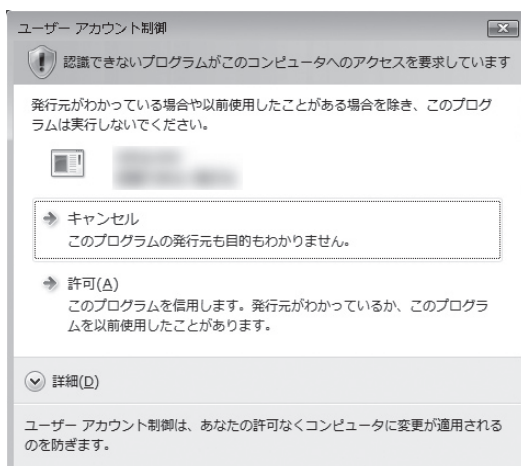 ユーザー アカウント制御
認識できないプログラムがこのコンピュータへのアクセスを要求しています
発行元がわかっている場合や以前使用したことがある場合を除き、このプログ
ラムは実行しないでください。
キャンセル
このプログラムの発行元も目的もわかりません。
許可(A)
このプログラムを信用します。発行元がわかっているか、このプログラ
ムを以前使用したことがあります。
詳細(D)
ユーザー アカウント制御は、あなたの許可なくコンピュータに変更が適用される
のを防ぎます。